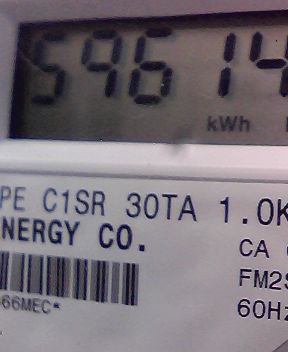 59614
kWh
PE C1SR 30TA 1.0K
NERGY CO.
CA
FM2S
66MEC*
60Hz